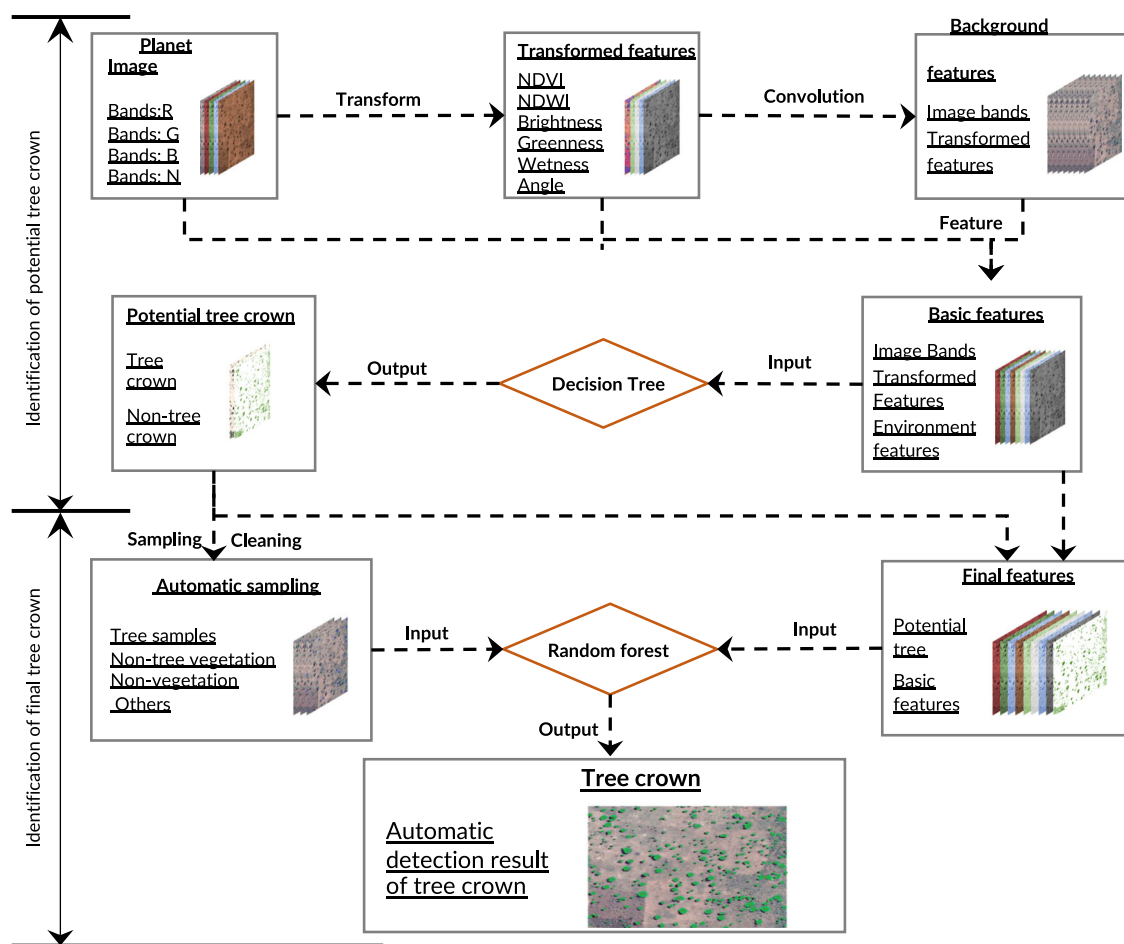 Planet
Image
Bands:R
Bands: G
Bands: B
Bands: N
Transform
Transformed features
NDVI
NDWI
Brightness
Greenness
Wetness
Angle
Convolution
Background
features
Image bands
Transformed
features
Feature
Identification of potential tree crown
Potential tree crown
Tree
crown
Non-tree
crown
Output
Decision Tree
Input
Basic features
Image Bands
Transformed
Features
Environment
features
Sampling
Cleaning
Identification of final tree crown
Automatic sampling
Tree samples
Non-tree vegetation
Non-vegetation
Others
Input
Random forest
Input
Final features
Potential
tree
Basic
features
Output
Tree crown
Automatic
detection result
of tree crown